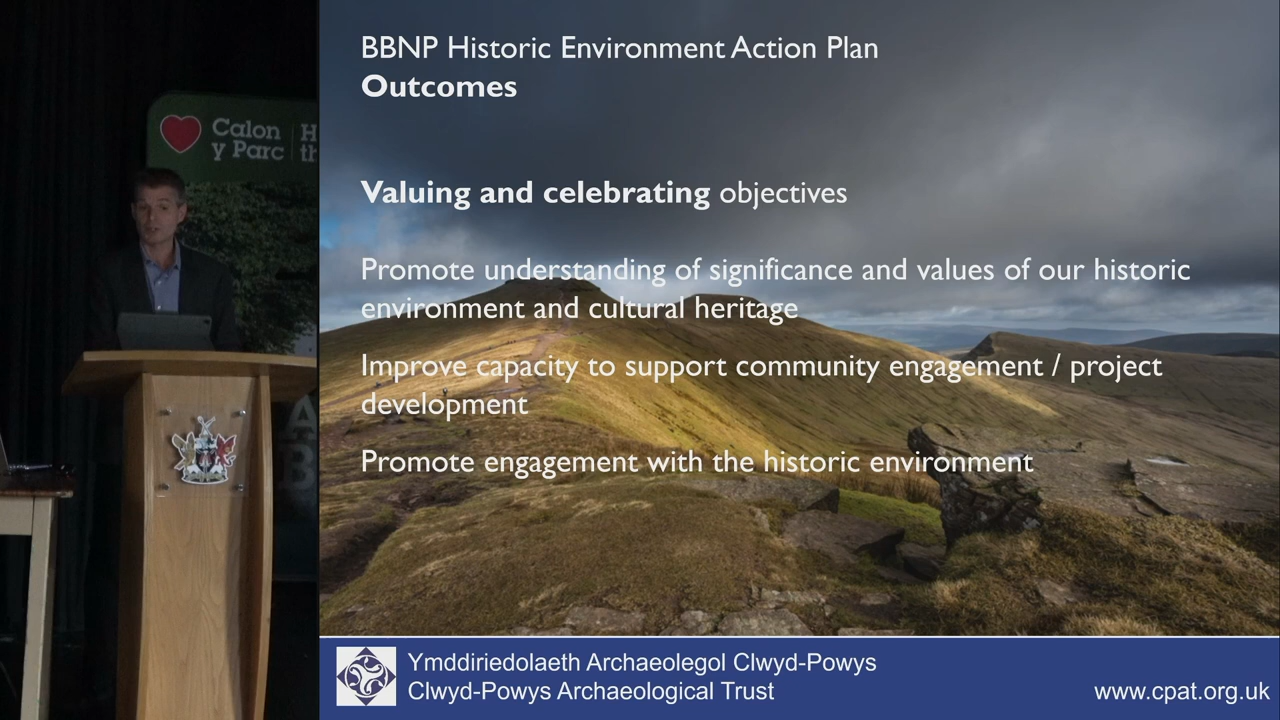 Calon
y Parc
BBNP Historic Environment Action Plan
Outcomes
Valuing and celebrating objectives
Promote understanding of significance and values of our historic
environment and cultural heritage
Improve capacity to support community engagement / project
development
Promote engagement with the historic environment
Ymddiriedolaeth Archaeolegol Clwyd-Powys
Clwyd-Powys Archaeological Trust
www.cpat.org.uk